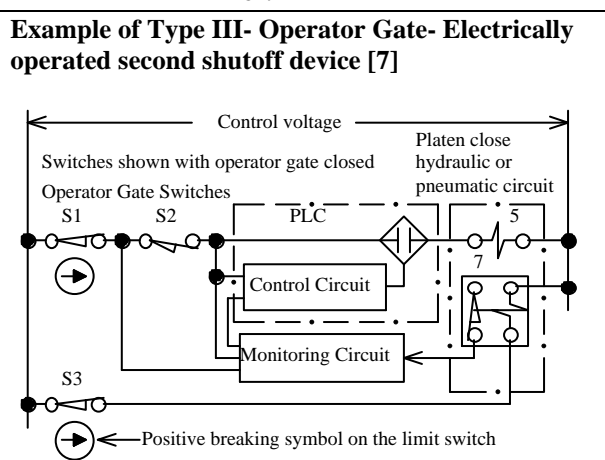 Example of Type III- Operator Gate- Electrically
operated second shutoff device [7]
Control voltage
Switches shown with operator gate closed
Platen close
hydraulic or
pneumatic circuit
Operator Gate Switches
S1
S2
PLC
5
7
Control Circuit
Monitoring Circuit
S3
Positive breaking symbol on the limit switch